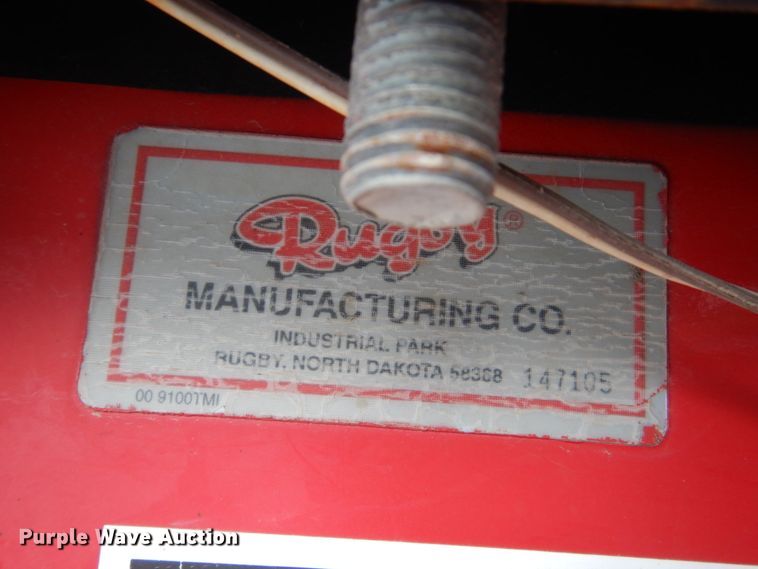 Rugby®
MANUFACTURING CO.
INDUSTRIAL PARK
RUGBY, NORTH DAKOTA 58368 147105
00 9100TMI
Purple Wave Auction